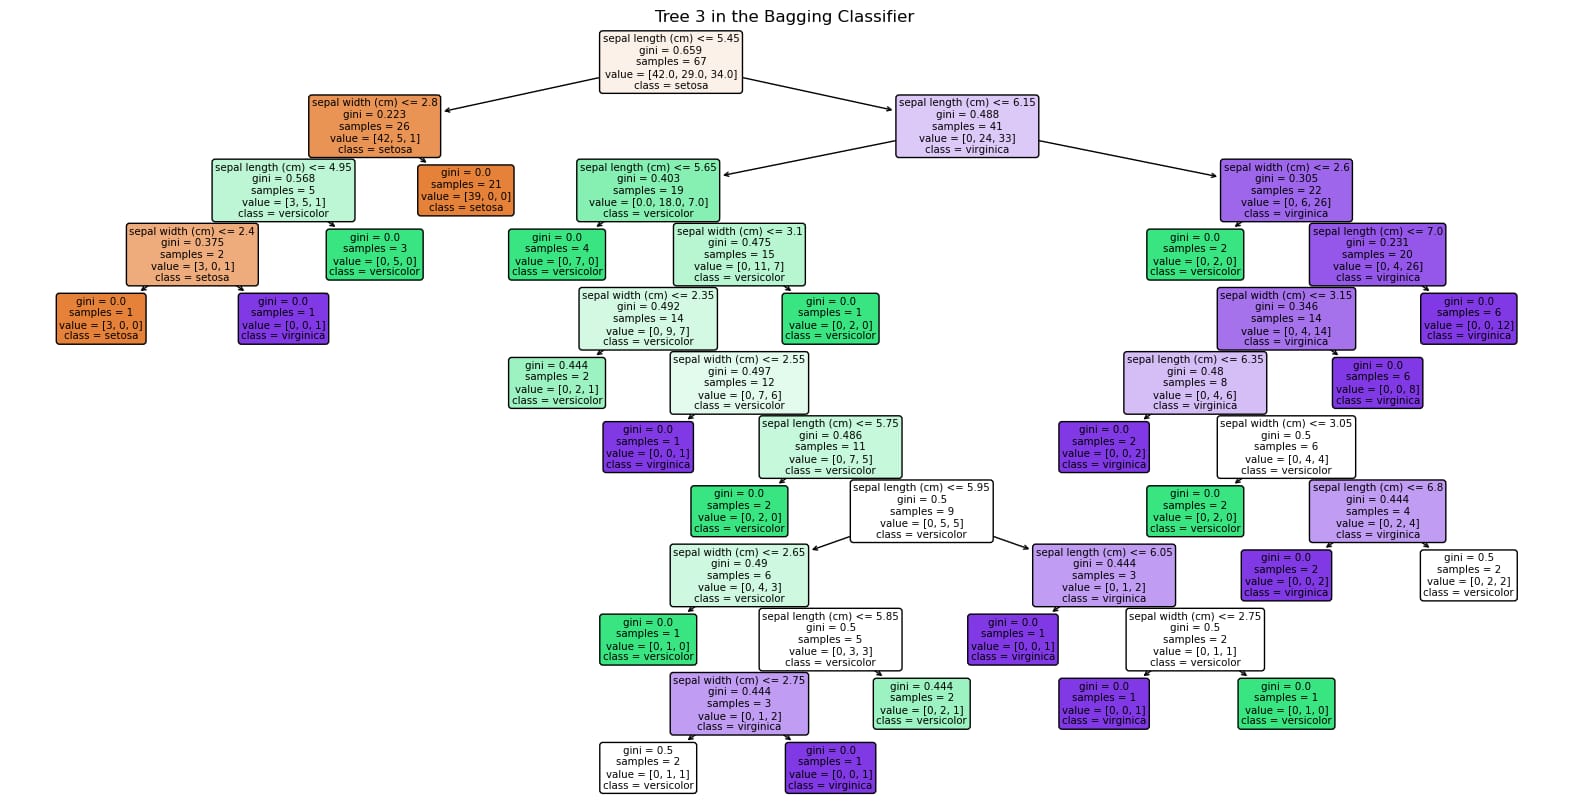 Tree 3 in the Bagging Classifier
sepal length (cm) <= 5.45
gini = 0.659
samples = 67
value = [42.0, 29.0, 34.0]
class = setosa
sepal width (cm) <= 2.8
gini = 0.223
samples = 26
value = [42, 5, 1]
class = setosa
sepal length (cm) <= 6.15
gini = 0.488
samples = 41
value = [0, 24, 33]
class = virginica
sepal length (cm) <= 4.95
gini = 0.568
samples = 5
value = [3, 5, 1]
class = versicolor
gini = 0.0
samples = 21
value = [39, 0, 0]
class = setosa
sepal length (cm) <= 5.65
gini = 0.403
samples = 19
value = [0.0, 18.0, 7.0]
class = versicolor
sepal width (cm) <= 2.6
gini = 0.305
samples = 22
value = [0, 6, 26]
class = virginica
sepal width (cm) <= 2.4
gini = 0.375
samples = 2
value = [3, 0, 1]
class = setosa
gini = 0.0
samples = 3
value = [0, 5, 0]
class = versicolor
gini = 0.0
samples = 4
value = [0, 7, 0]
class = versicolor
sepal width (cm) <= 3.1
gini = 0.475
samples = 15
value = [0, 11, 7]
class = versicolor
gini = 0.0
samples = 2
value = [0, 2, 0]
class = versicolor
sepal length (cm) <= 7.0
gini = 0.231
samples = 20
value = [0, 4, 26]
class = virginica
gini = 0.0
samples = 1
value = [3, 0, 0]
class = setosa
gini = 0.0
samples = 1
value = [0, 0, 1]
class = virginica
sepal width (cm) <= 2.35
gini = 0.492
samples = 14
value = [0, 9, 7]
class = versicolor
gini = 0.0
samples = 1
value = [0, 2, 0]
class = versicolor
sepal width (cm) <= 3.15
gini = 0.346
samples = 14
value = [0, 4, 14]
class = virginica
gini = 0.0
samples = 6
value = [0, 0, 12]
class = virginica
gini = 0.444
samples = 2
value = [0, 2, 1]
class = versicolor
sepal width (cm) <= 2.55
gini = 0.497
samples = 12
value = [0, 7, 6]
class = versicolor
sepal length (cm) <= 6.35
gini = 0.48
samples = 8
value = [0, 4, 6]
class = virginica
gini = 0.0
samples = 6
value = [0, 0, 8]
class = virginica
gini = 0.0
samples = 1
value = [0, 0, 1]
class = virginica
sepal length (cm) <= 5.75
gini = 0.486
samples = 11
value = [0, 7, 5]
class = versicolor
gini = 0.0
samples = 2
value = [0, 0, 2]
class = virginica
sepal width (cm) <= 3.05
gini = 0.5
samples = 6
value = [0, 4, 4]
class = versicolor
gini = 0.0
samples = 2
value = [0, 2, 0]
class = versicolor
sepal length (cm) <= 5.95
gini = 0.5
samples = 9
value = [0, 5, 5]
class = versicolor
gini = 0.0
samples = 2
value = [0, 2, 0]
class = versicolor
sepal length (cm) <= 6.8
gini = 0.444
samples = 4
value = [0, 2, 4]
class = virginica
sepal width (cm) <= 2.65
gini = 0.49
samples = 6
value = [0, 4, 3]
class = versicolor
sepal length (cm) <= 6.05
gini = 0.444
samples = 3
value = [0, 1, 2]
class = virginica
gini = 0.0
samples = 2
value = [0, 0, 2]
class = virginica
gini = 0.5
samples = 2
value = [0, 2, 2]
class = versicolor
gini = 0.0
samples = 1
value = [0, 1, 0]
class = versicolor
sepal length (cm) <= 5.85
gini = 0.5
samples = 5
value = [0, 3, 3]
class = versicolor
gini = 0.0
samples = 1
value = [0, 0, 1]
class = virginica
sepal width (cm) <= 2.75
gini = 0.5
samples = 2
value = [0, 1, 1]
class = versicolor
sepal width (cm) <= 2.75
gini = 0.444
samples = 3
value = [0, 1, 2]
class = virginica
gini = 0.444
samples = 2
value = [0, 2, 1]
class = versicolor
gini = 0.0
samples = 1
value = [0, 0, 1]
class = virginica
gini = 0.0
samples = 1
value = [0, 1, 0]
class = versicolor
gini = 0.5
samples = 2
value = [0, 1, 1]
class = versicolor
gini = 0.0
samples = 1
value = [0, 0, 1]
class = virginica